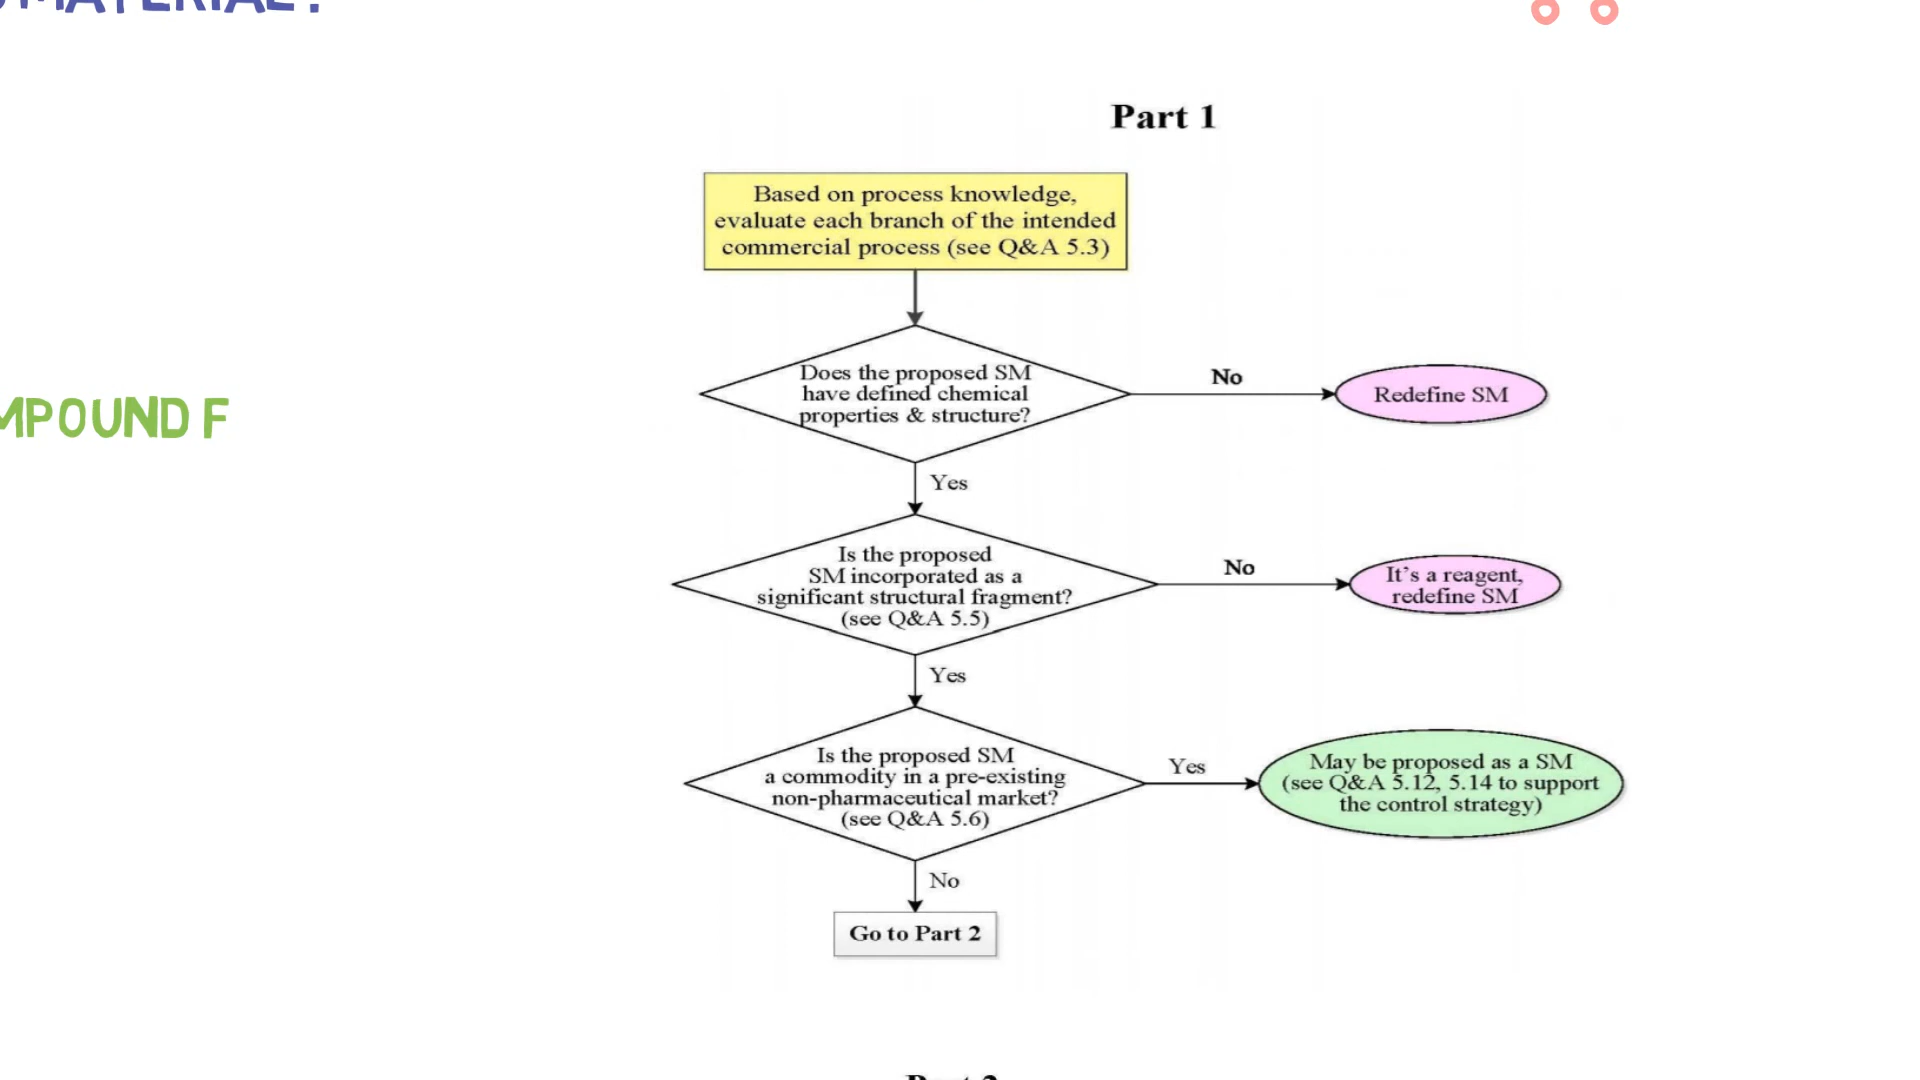 MATERIAL?
Part 1
Based on process knowledge,
evaluate each branch of the intended
commercial process (see Q&A 5.3)
Does the proposed SM
have defined chemical
properties & structure?
No
Redefine SM
MPOUND F
Yes
Is the proposed
SM incorporated as a
significant structural fragment?
(see Q&A 5.5)
No
It's a reagent,
redefine SM
Yes
Is the proposed SM
a commodity in a pre-existing
non-pharmaceutical market?
(see Q&A 5.6)
Yes
May be proposed as a SM
(see Q&A 5.12, 5.14 to support
the control strategy)
No
Go to Part 2